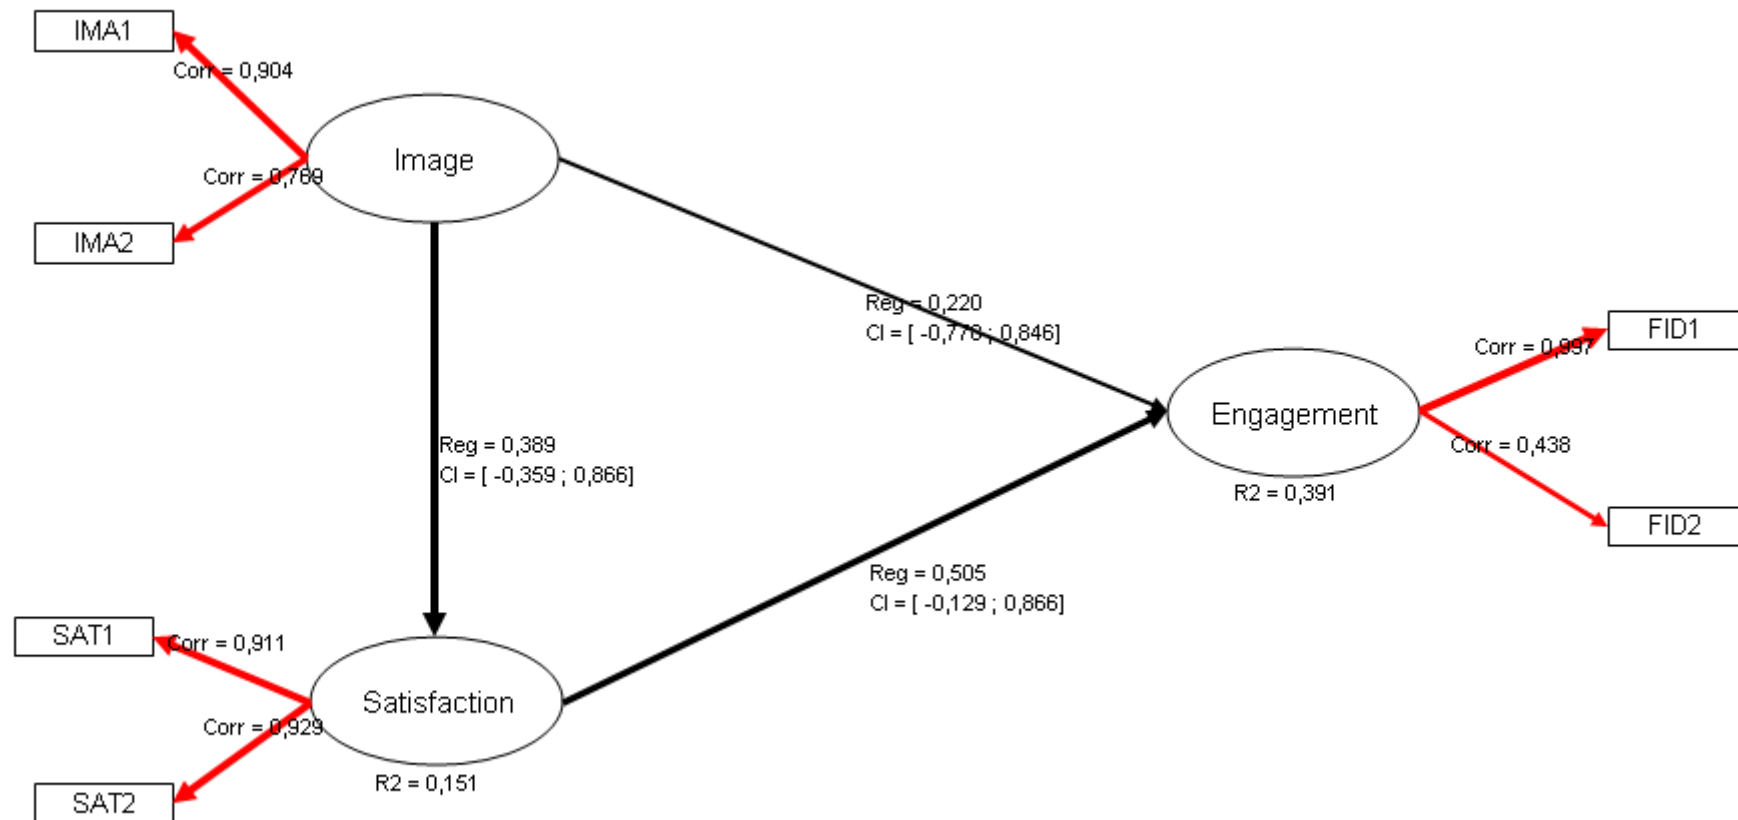 IMA1
Corr = 0,904
Image
Corr = 0,769
IMA2
Reg = 0,220
CI = [ -0,770 ; 0,846]
FID1
Corr = 0,997
Engagement
Reg = 0,389
CI = [ -0,359 ; 0,866]
Corr = 0,438
R2 = 0,391
FID2
Reg = 0,505
CI = [ -0,129 ; 0,866]
SAT1
Corr = 0,911
Satisfaction
Corr = 0,929
R2 = 0,151
SAT2